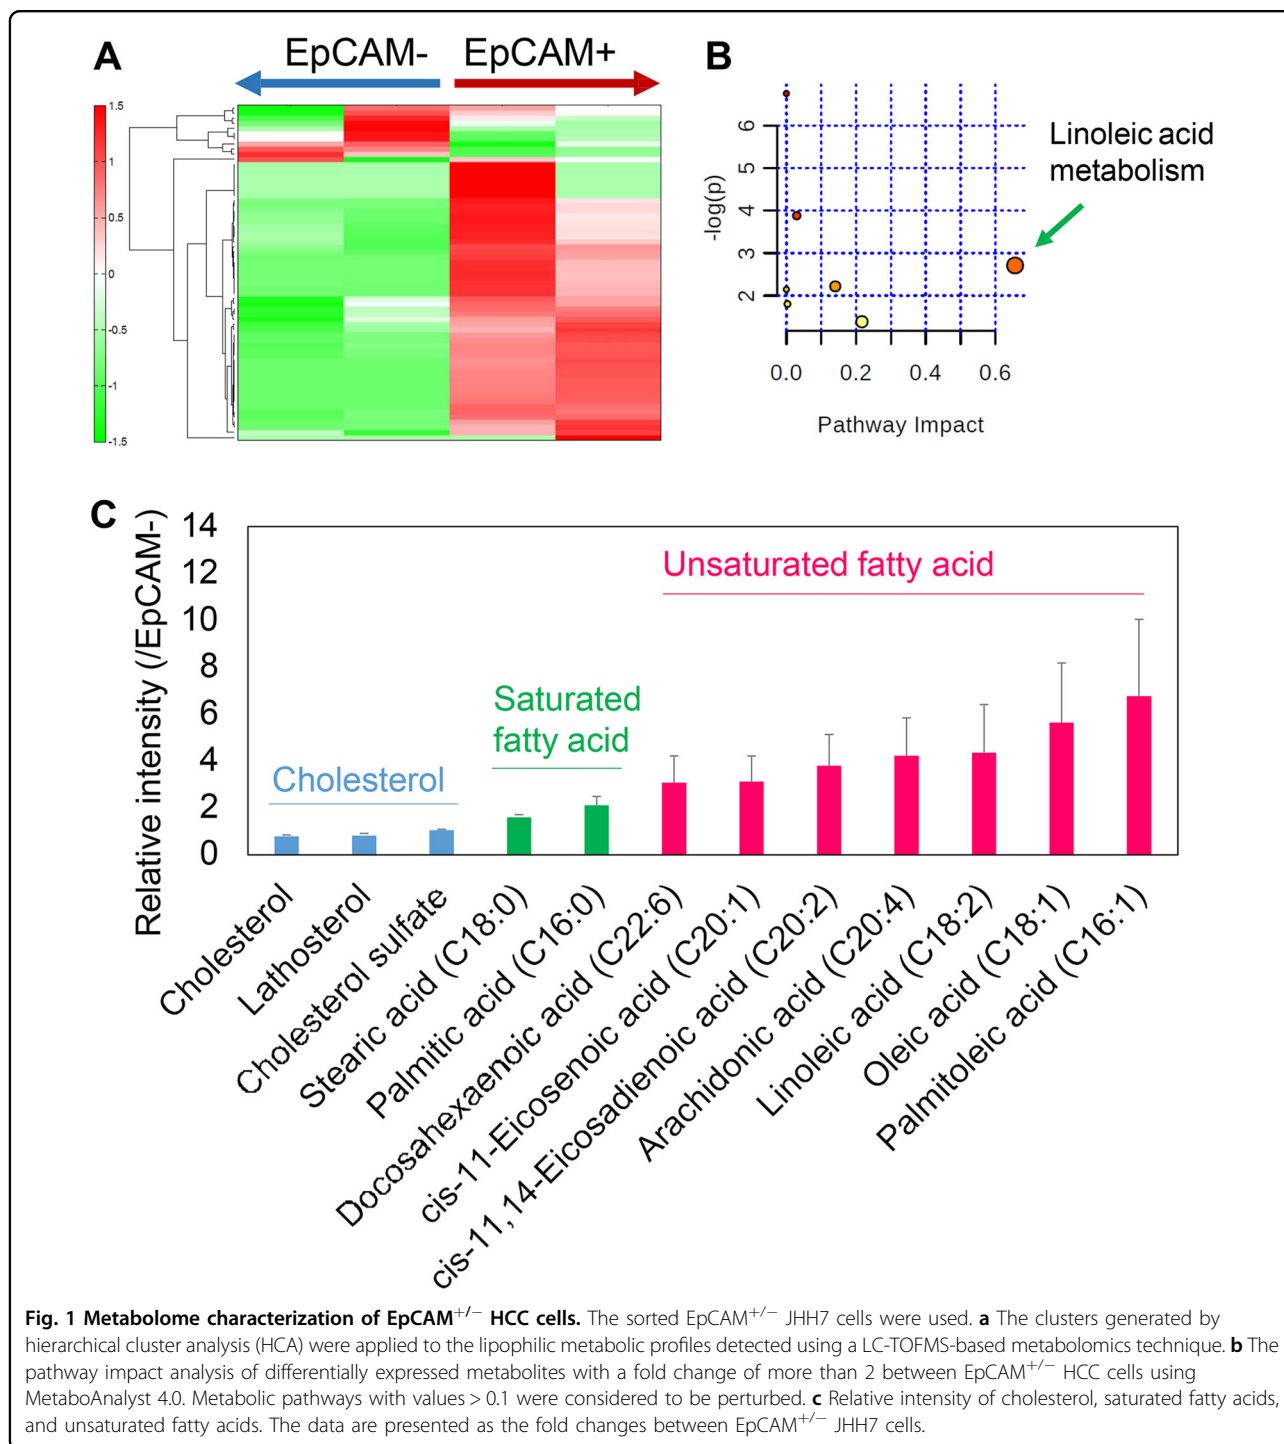 A
EpCAM- EpCAM+
1.5
1
0.5
0
-0.5
-1
-1.5
B
-log(p)
6
5
4
3
2
0.0 0.2 0.4 0.6
Pathway Impact
Linoleic acid
metabolism
C
Relative intensity (/EpCAM-)
14
12
10
8
6
4
2
0
Cholesterol
Saturated
fatty acid
Unsaturated fatty acid
Cholesterol
Lathosterol
Cholesterol sulfate
Stearic acid (C18:0)
Palmitic acid (C16:0)
Docosahexaenoic acid (C22:6)
cis-11-Eicosenoic acid (C20:1)
cis-11,14-Eicosadienoic acid (C20:2)
Arachidonic acid (C20:4)
Linoleic acid (C18:2)
Oleic acid (C18:1)
Palmitoleic acid (C16:1)
Fig. 1 Metabolome characterization of EpCAM+/− HCC cells. The sorted EpCAM+/− JHH7 cells were used. a The clusters generated by
hierarchical cluster analysis (HCA) were applied to the lipophilic metabolic profiles detected using a LC-TOFMS-based metabolomics technique. b The
pathway impact analysis of differentially expressed metabolites with a fold change of more than 2 between EpCAM+/− HCC cells using
MetaboAnalyst 4.0. Metabolic pathways with values > 0.1 were considered to be perturbed. c Relative intensity of cholesterol, saturated fatty acids,
and unsaturated fatty acids. The data are presented as the fold changes between EpCAM+/− JHH7 cells.